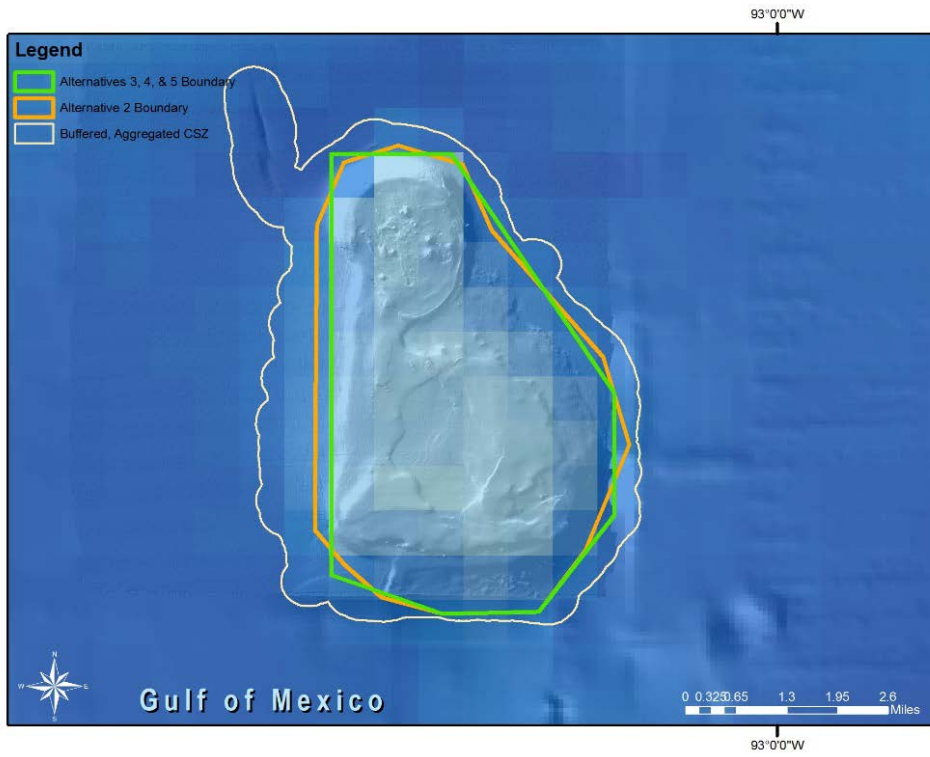 93°0'0"W
Legend
Alternatives 3, 4, & 5 Boundary
Alternative 2 Boundary
Buffered, Aggregated CSZ
N
W E
S
Gulf of Mexico
0 0.325 0.65 1.3 1.95 2.6
Miles
93°0'0"W